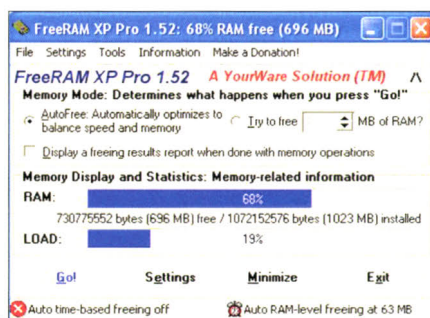 FreeRAM XP Pro 1.52: 68% RAM free (696 MB)
File Settings Tools Information Make a Donation!
FreeRAM XP Pro 1.52 A YourWare Solution (TM) /\
Memory Mode: Determines what happens when you press "Go!"
AutoFree: Automatically optimizes to balance speed and memory
Try to free MB of RAM?
Display a freeing results report when done with memory operations
Memory Display and Statistics: Memory-related information
RAM: 68%
730775552 bytes (696 MB) free / 1072152576 bytes (1023 MB) installed
LOAD: 19%
Go! Settings Minimize Exit
Auto time-based freeing off Auto RAM-level freeing at 63 MB